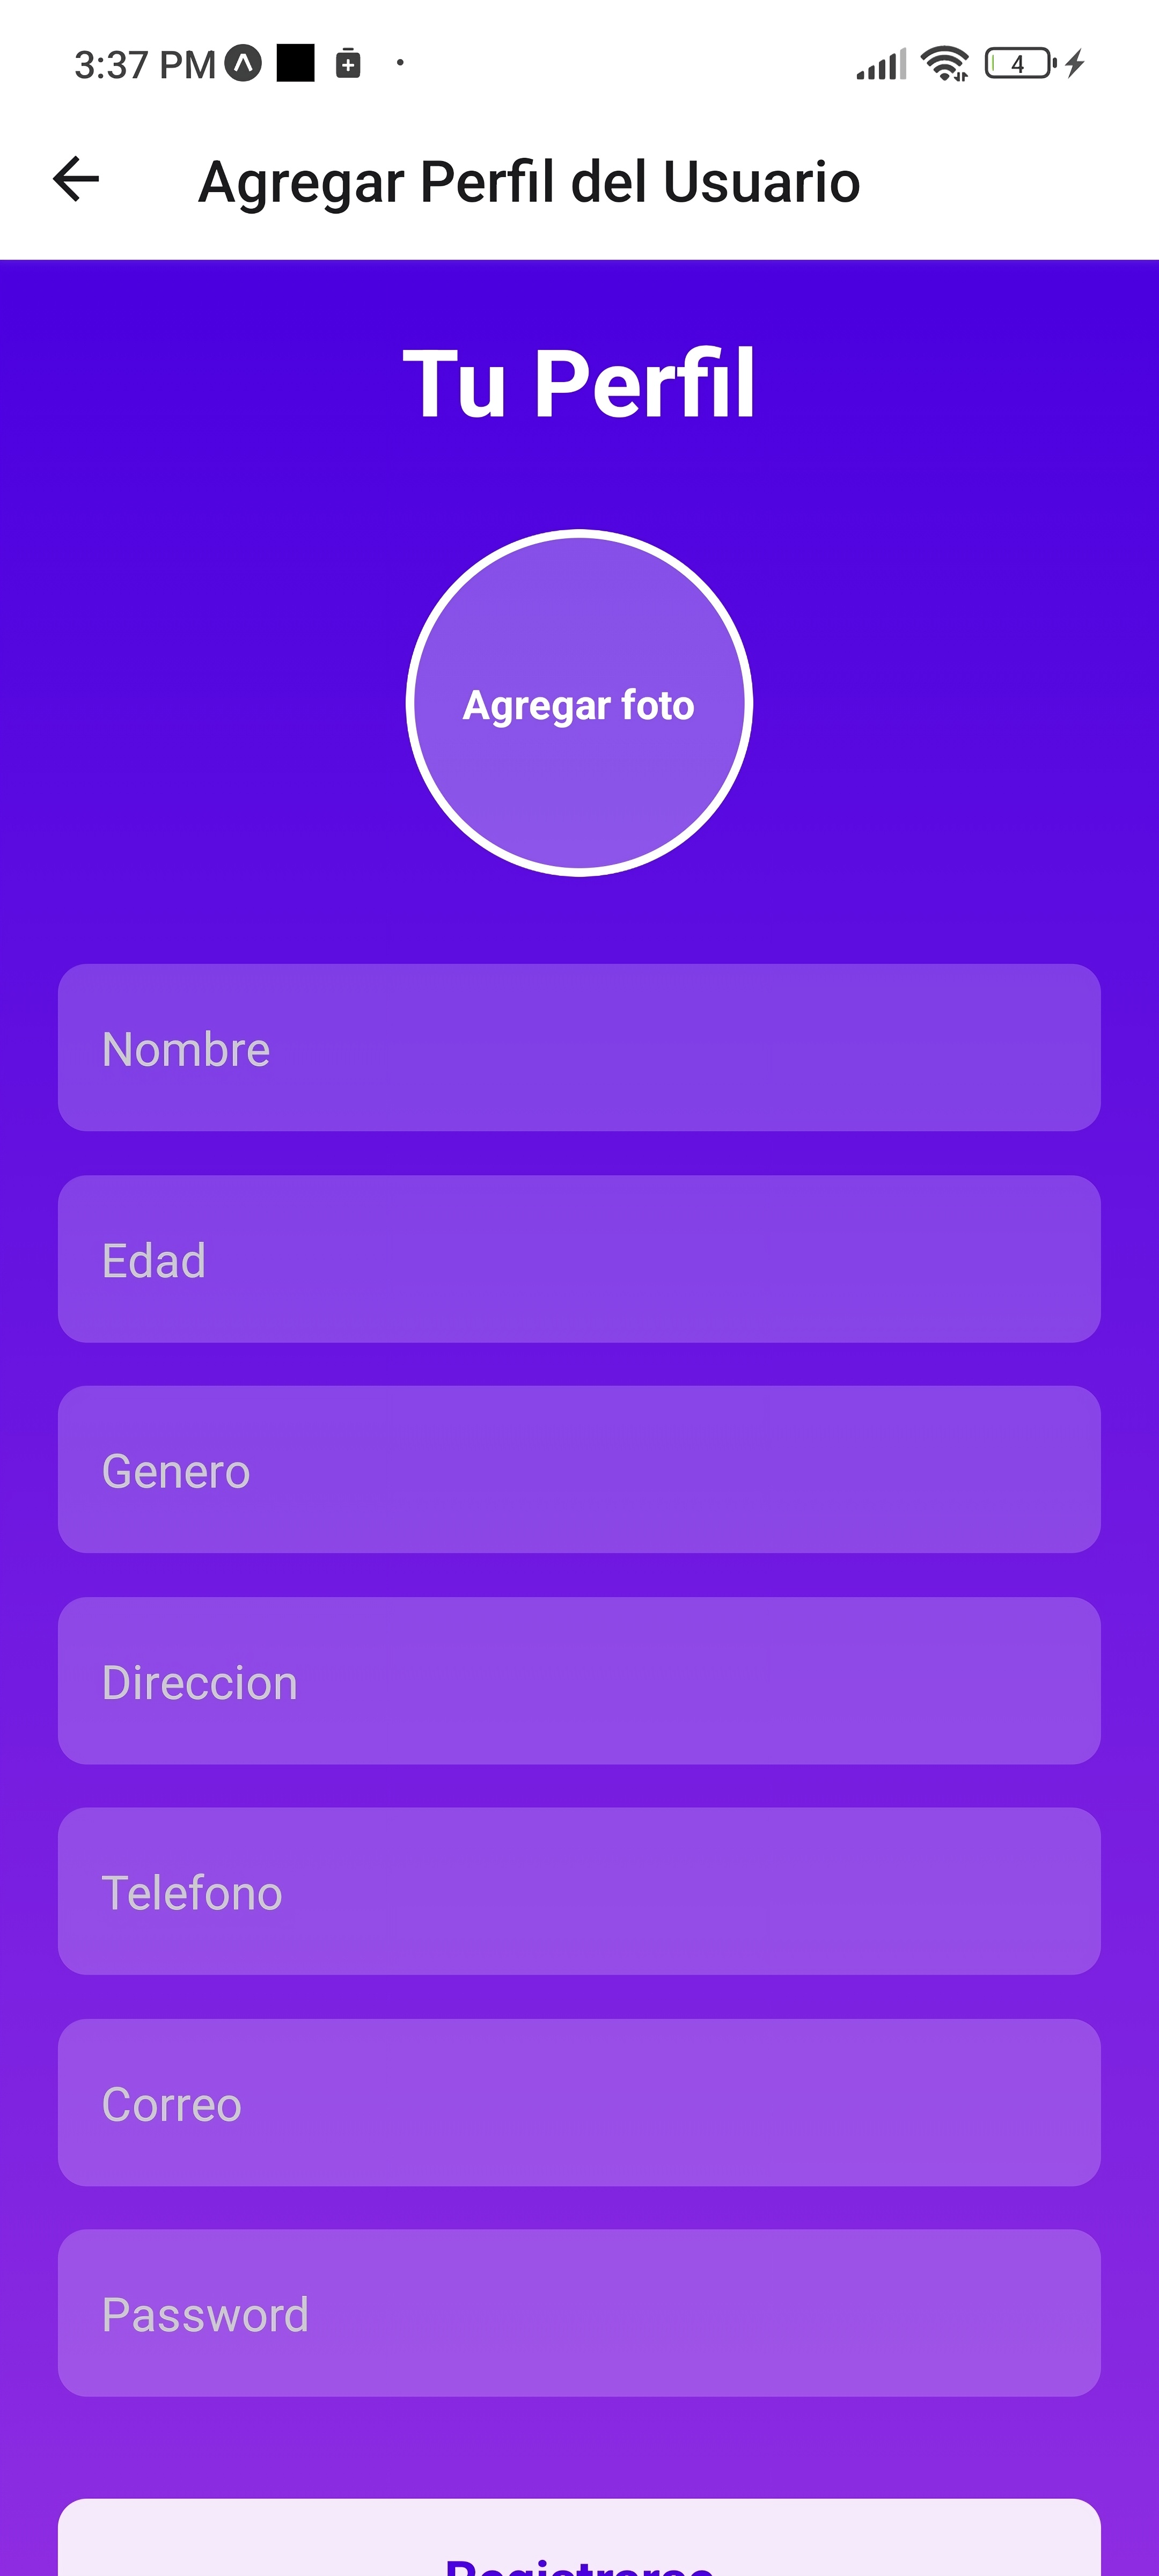 3:37 PM
4
Agregar Perfil del Usuario
Tu Perfil
Agregar foto
Nombre
Edad
Genero
Direccion
Telefono
Correo
Password
Registrarse